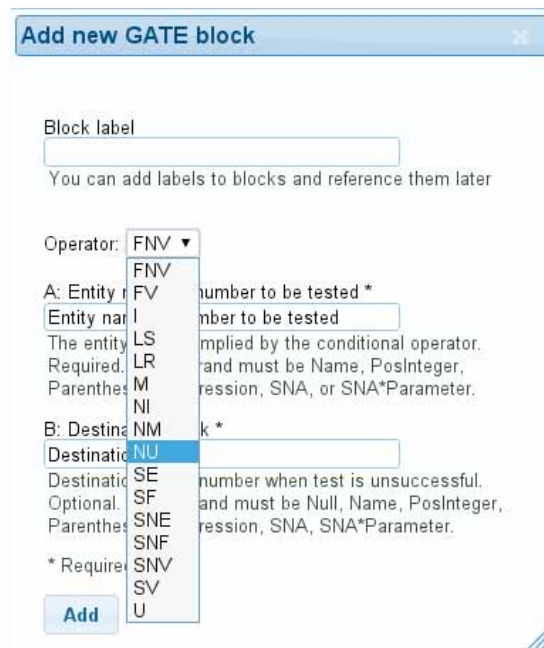 Add new GATE block
Block label
You can add labels to blocks and reference them later
Operator: FNV
FNV
FV
I
LS
LR
M
NI
NM
NU
SE
SF
SNE
SNF
SNV
SV
U
A: Entity number to be tested *
Entity nar mber to be tested
The entity mplied by the conditional operator.
Required. rand must be Name, PosInteger,
Parenthes ression, SNA, or SNA*Parameter.
B: Destina k *
Destinatio
Destinatio number when test is unsuccessful.
Optional. and must be Null, Name, PosInteger,
Parenthes ression, SNA, SNA*Parameter.
* Require
Add